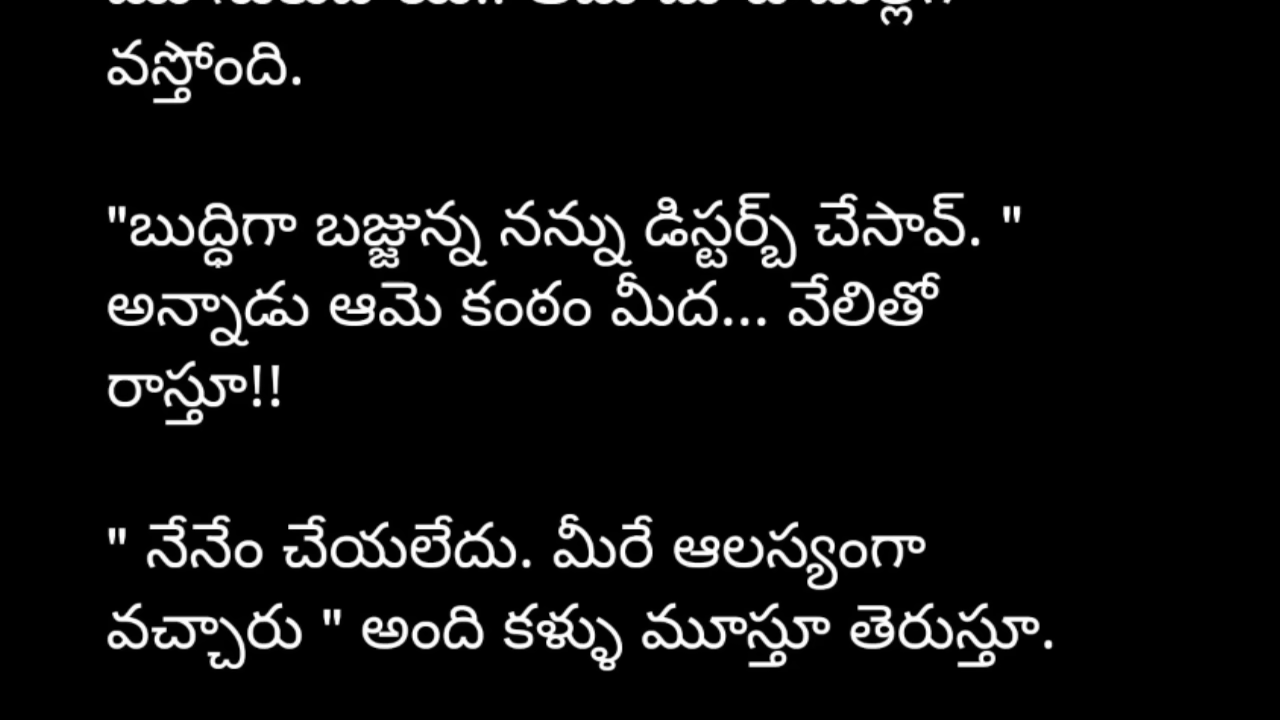 వస్తోంది.
"బుద్ధిగా బజ్జున్న నన్ను డిస్టర్బ్ చేసావ్. "
అన్నాడు ఆమె కంఠం మీద... వేలితో
రాస్తూ!!
" నేనేం చేయలేదు. మీరే ఆలస్యంగా
వచ్చారు " అంది కళ్ళు మూస్తూ తెరుస్తూ.